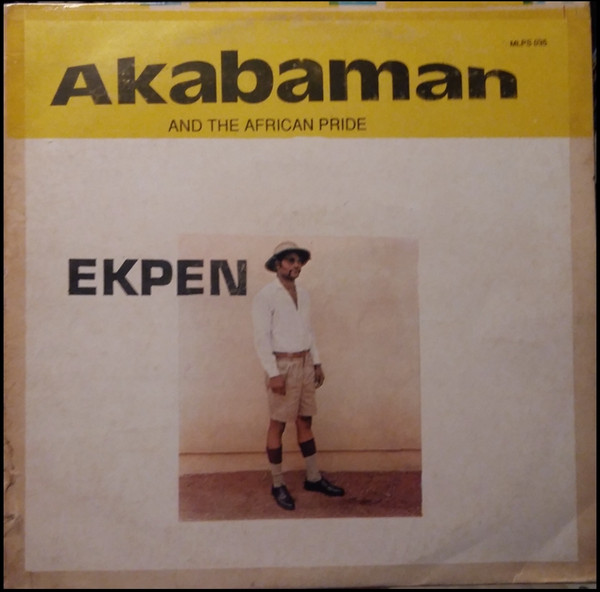 MLPS 095
Akabaman
AND THE AFRICAN PRIDE
EKPEN